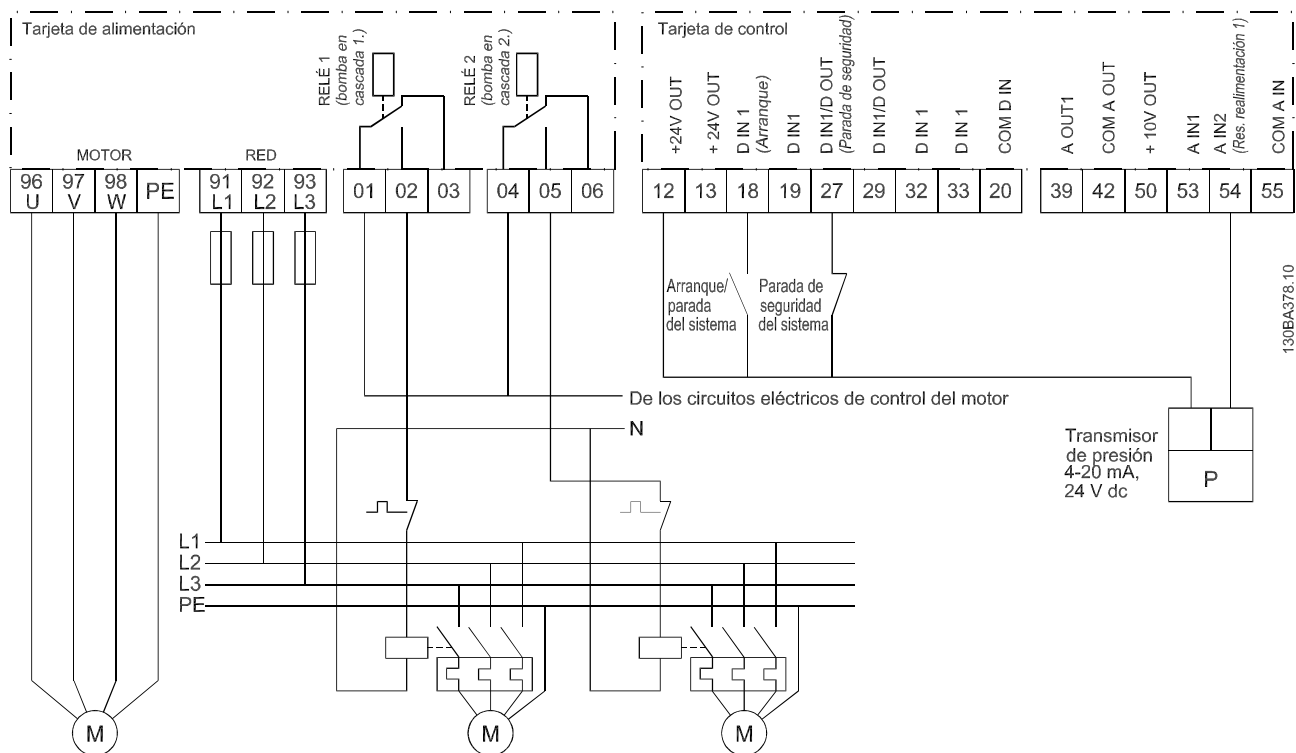 Tarjeta de alimentación
RELÉ 1
(bomba en
cascada 1.)
RELÉ 2
(bomba en
cascada 2.)
MOTOR
RED
96
U
97
V
98
W
PE
91
L1
92
L2
93
L3
01
02
03
04
05
06
Tarjeta de control
+24V OUT
+24V OUT
D IN 1
(Arranque)
D IN1
D IN1/D OUT
(Parada de seguridad)
D IN1/D OUT
D IN 1
D IN 1
COM D IN
A OUT1
COM A OUT
+10V OUT
A IN1
A IN2
(Res. realimentación 1)
COM A IN
12
13
18
19
27
29
32
33
20
39
42
50
53
54
55
Arranque/
parada
del sistema
Parada de
seguridad
del sistema
130BA378.10
De los circuitos eléctricos de control del motor
N
Transmisor
de presión
4-20 mA,
24 V dc
P
L1
L2
L3
PE
M
M
M